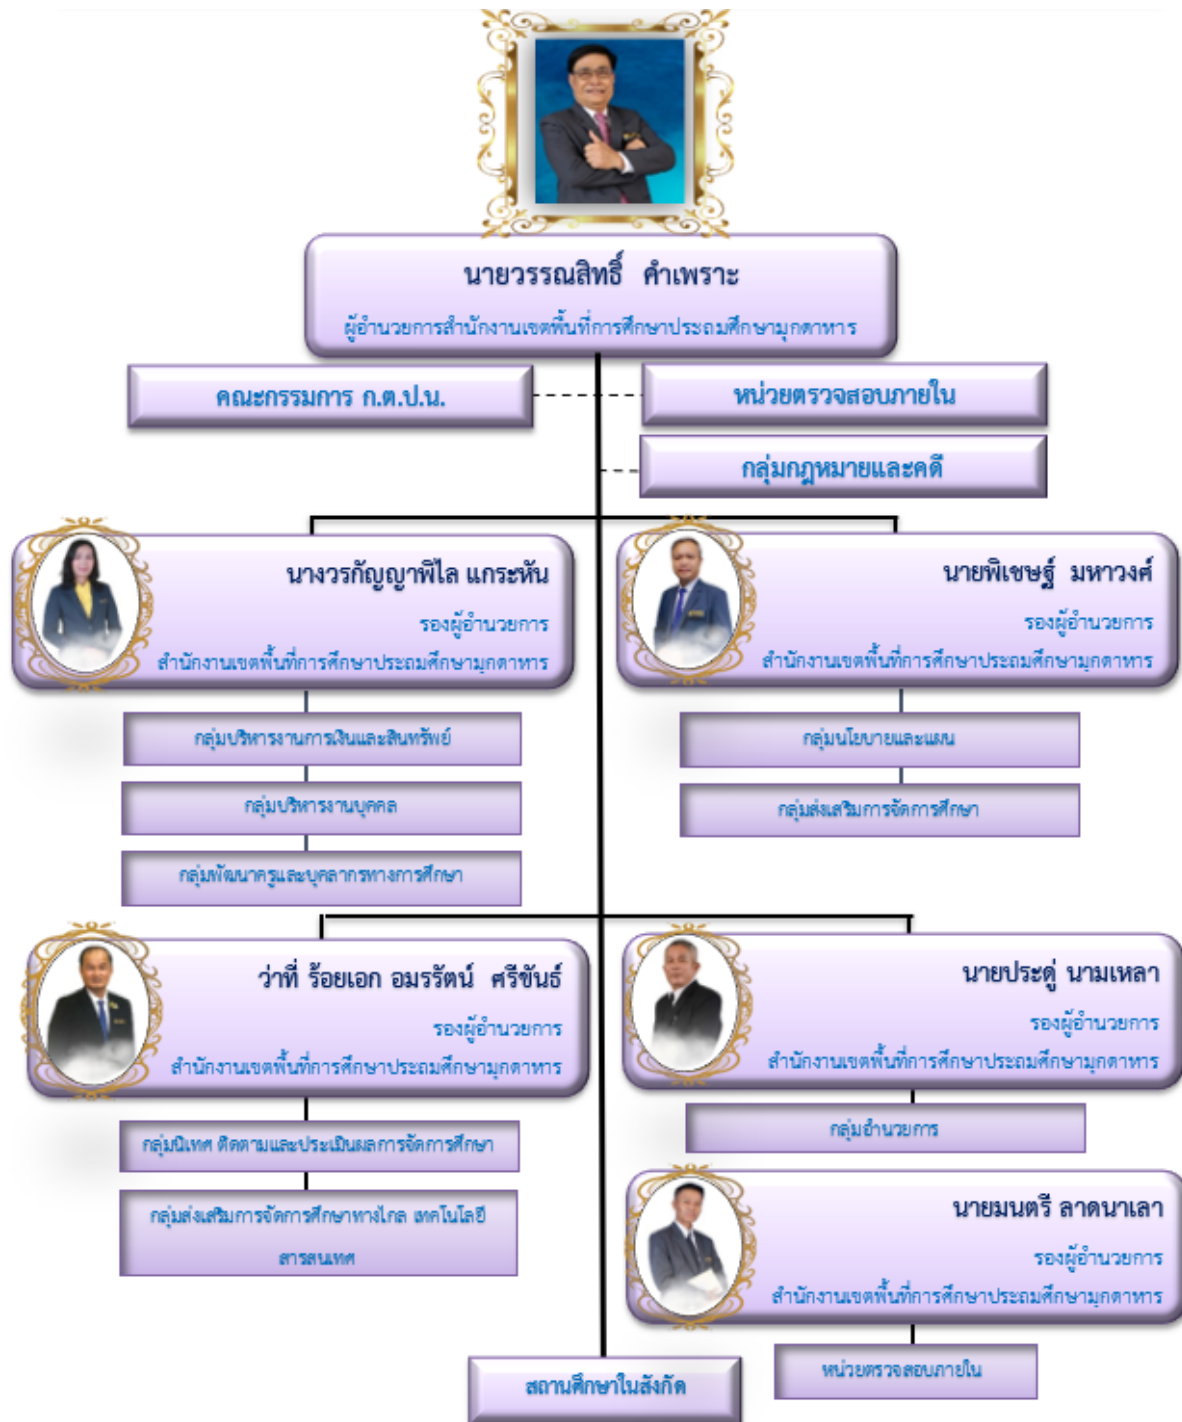 นายวรรณสิทธิ์ คำเพราะ
ผู้อำนวยการสำนักงานเขตพื้นที่การศึกษาประถมศึกษามุกดาหาร
คณะกรรมการ ก.ต.ป.น.
หน่วยตรวจสอบภายใน
กลุ่มกฎหมายและคดี
นางวรกัญญาพิไล แกระหัน
รองผู้อำนวยการ
สำนักงานเขตพื้นที่การศึกษาประถมศึกษามุกดาหาร
นายพิเชษฐ์ มหาวงศ์
รองผู้อำนวยการ
สำนักงานเขตพื้นที่การศึกษาประถมศึกษามุกดาหาร
กลุ่มบริหารงานการเงินและสินทรัพย์
กลุ่มบริหารงานบุคคล
กลุ่มพัฒนาครูและบุคลากรทางการศึกษา
กลุ่มนโยบายและแผน
กลุ่มส่งเสริมการจัดการศึกษา
ว่าที่ ร้อยเอก อมรรัตน์ ศรีขันธ์
รองผู้อำนวยการ
สำนักงานเขตพื้นที่การศึกษาประถมศึกษามุกดาหาร
นายประดู่ นามเหลา
รองผู้อำนวยการ
สำนักงานเขตพื้นที่การศึกษาประถมศึกษามุกดาหาร
กลุ่มนิเทศ ติดตามและประเมินผลการจัดการศึกษา
กลุ่มส่งเสริมการจัดการศึกษาทางไกล เทคโนโลยี
สารสนเทศ
กลุ่มอำนวยการ
นายมนตรี ลาดนาเลา
รองผู้อำนวยการ
สำนักงานเขตพื้นที่การศึกษาประถมศึกษามุกดาหาร
หน่วยตรวจสอบภายใน
สถานศึกษาในสังกัด